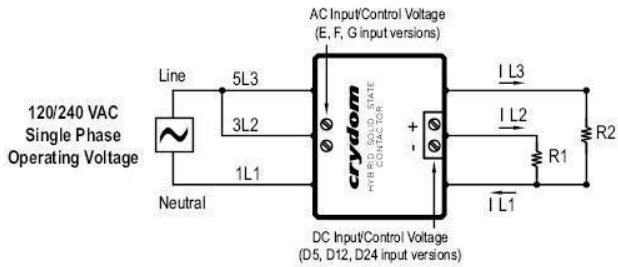 AC Input/Control Voltage
(E, F, G input versions)
120/240 VAC
Single Phase
Operating Voltage
Line
5L3
3L2
1L1
Neutral
crydom
HYBRID SOLID STATE
CONTACTOR
+
-
I L3
I L2
I L1
R1
R2
DC Input/Control Voltage
(D5, D12, D24 input versions)